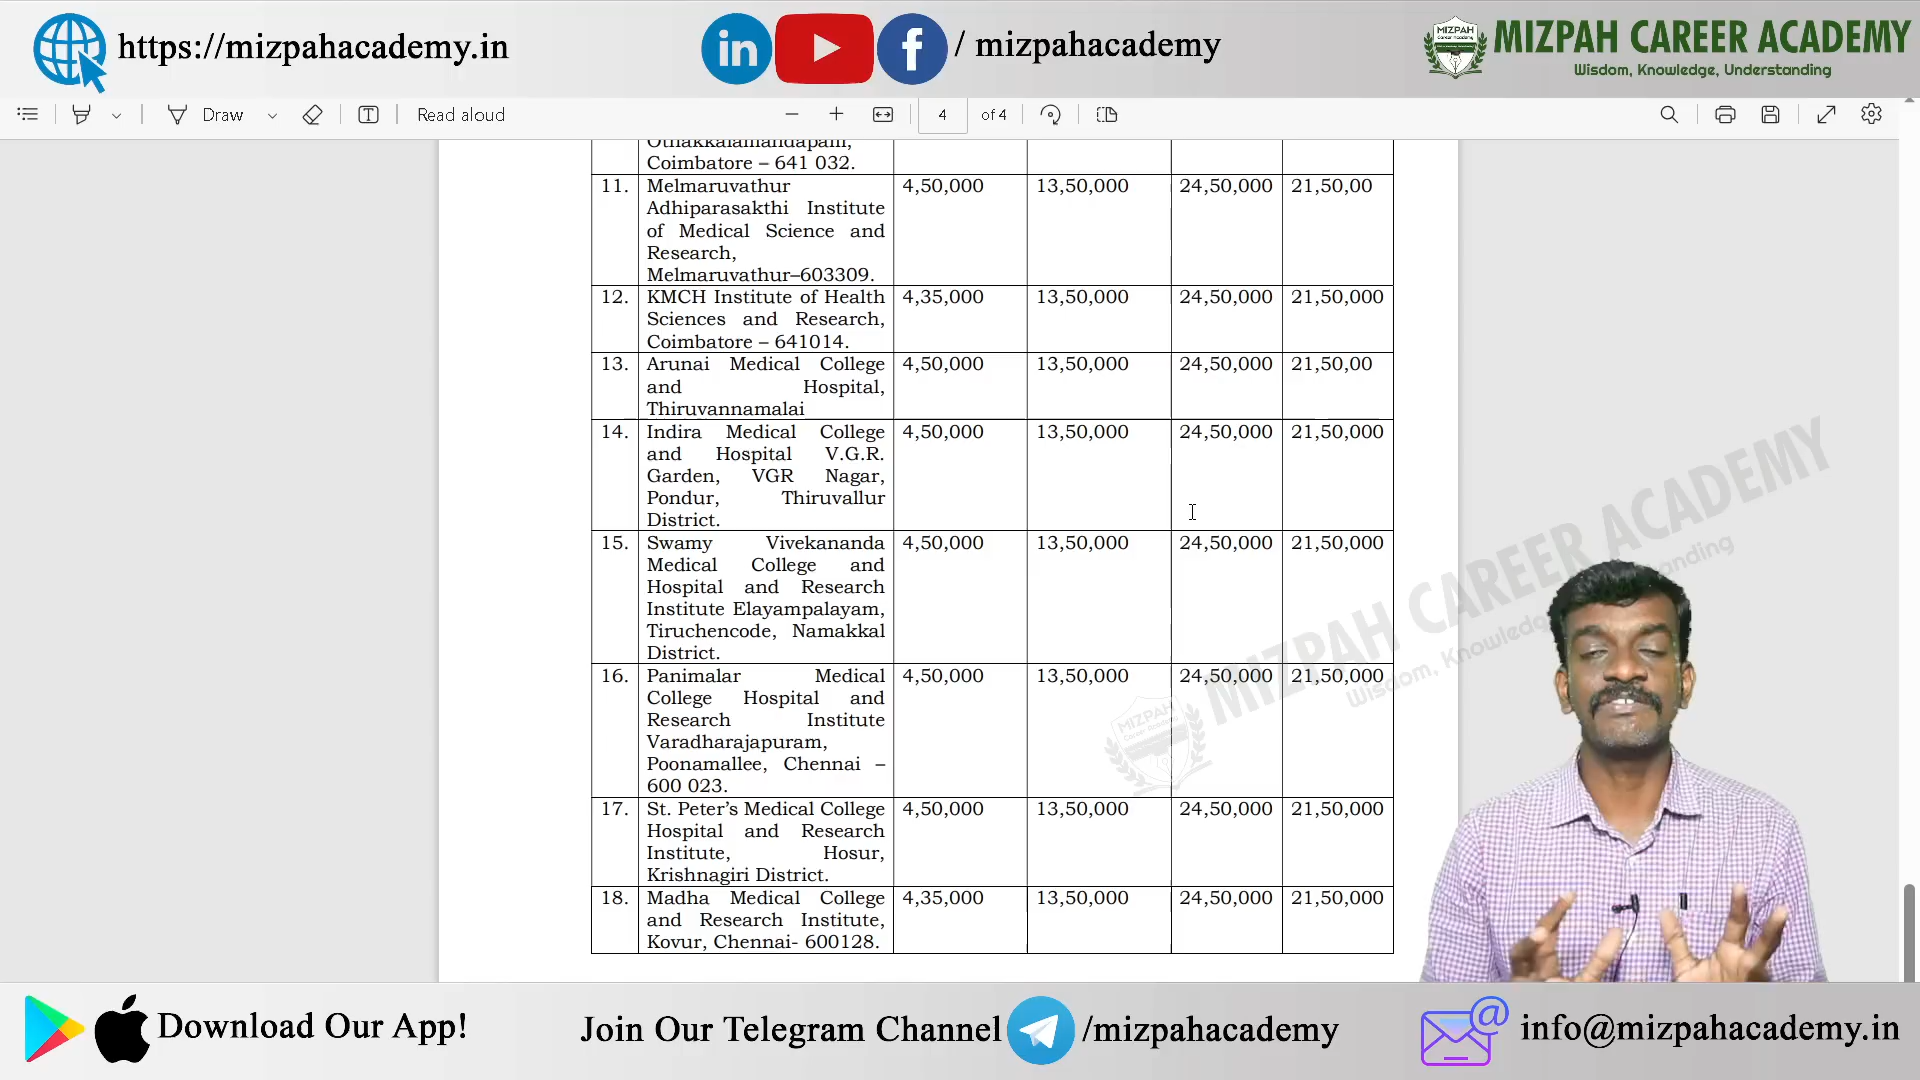 https://mizpahacademy.in
in
f
/ mizpahacademy
MIZPAH
Career Academy
MIZPAH CAREER ACADEMY
Wisdom, Knowledge, Understanding
Draw
T
Read aloud
4 of 4
Othakkalamandapam,
Coimbatore – 641 032.
11. Melmaruvathur 4,50,000 13,50,000 24,50,000 21,50,00
Adhiparasakthi Institute
of Medical Science and
Research,
Melmaruvathur–603309.
12. KMCH Institute of Health 4,35,000 13,50,000 24,50,000 21,50,000
Sciences and Research,
Coimbatore – 641014.
13. Arunai Medical College 4,50,000 13,50,000 24,50,000 21,50,00
and Hospital,
Thiruvannamalai
14. Indira Medical College 4,50,000 13,50,000 24,50,000 21,50,000
and Hospital V.G.R.
Garden, VGR Nagar,
Pondur, Thiruvallur
District.
15. Swamy Vivekananda 4,50,000 13,50,000 24,50,000 21,50,000
Medical College and
Hospital and Research
Institute Elayampalayam,
Tiruchencode, Namakkal
District.
16. Panimalar Medical 4,50,000 13,50,000 24,50,000 21,50,000
College Hospital and
Research Institute
Varadharajapuram,
Poonamallee, Chennai –
600 023.
17. St. Peter’s Medical College 4,50,000 13,50,000 24,50,000 21,50,000
Hospital and Research
Institute, Hosur,
Krishnagiri District.
18. Madha Medical College 4,35,000 13,50,000 24,50,000 21,50,000
and Research Institute,
Kovur, Chennai- 600128.
MIZPAH
MIZPAH CAREER ACADEMY
Wisdom, Knowled nding
Download Our App!
Join Our Telegram Channel /mizpahacademy
@
info@mizpahacademy.in